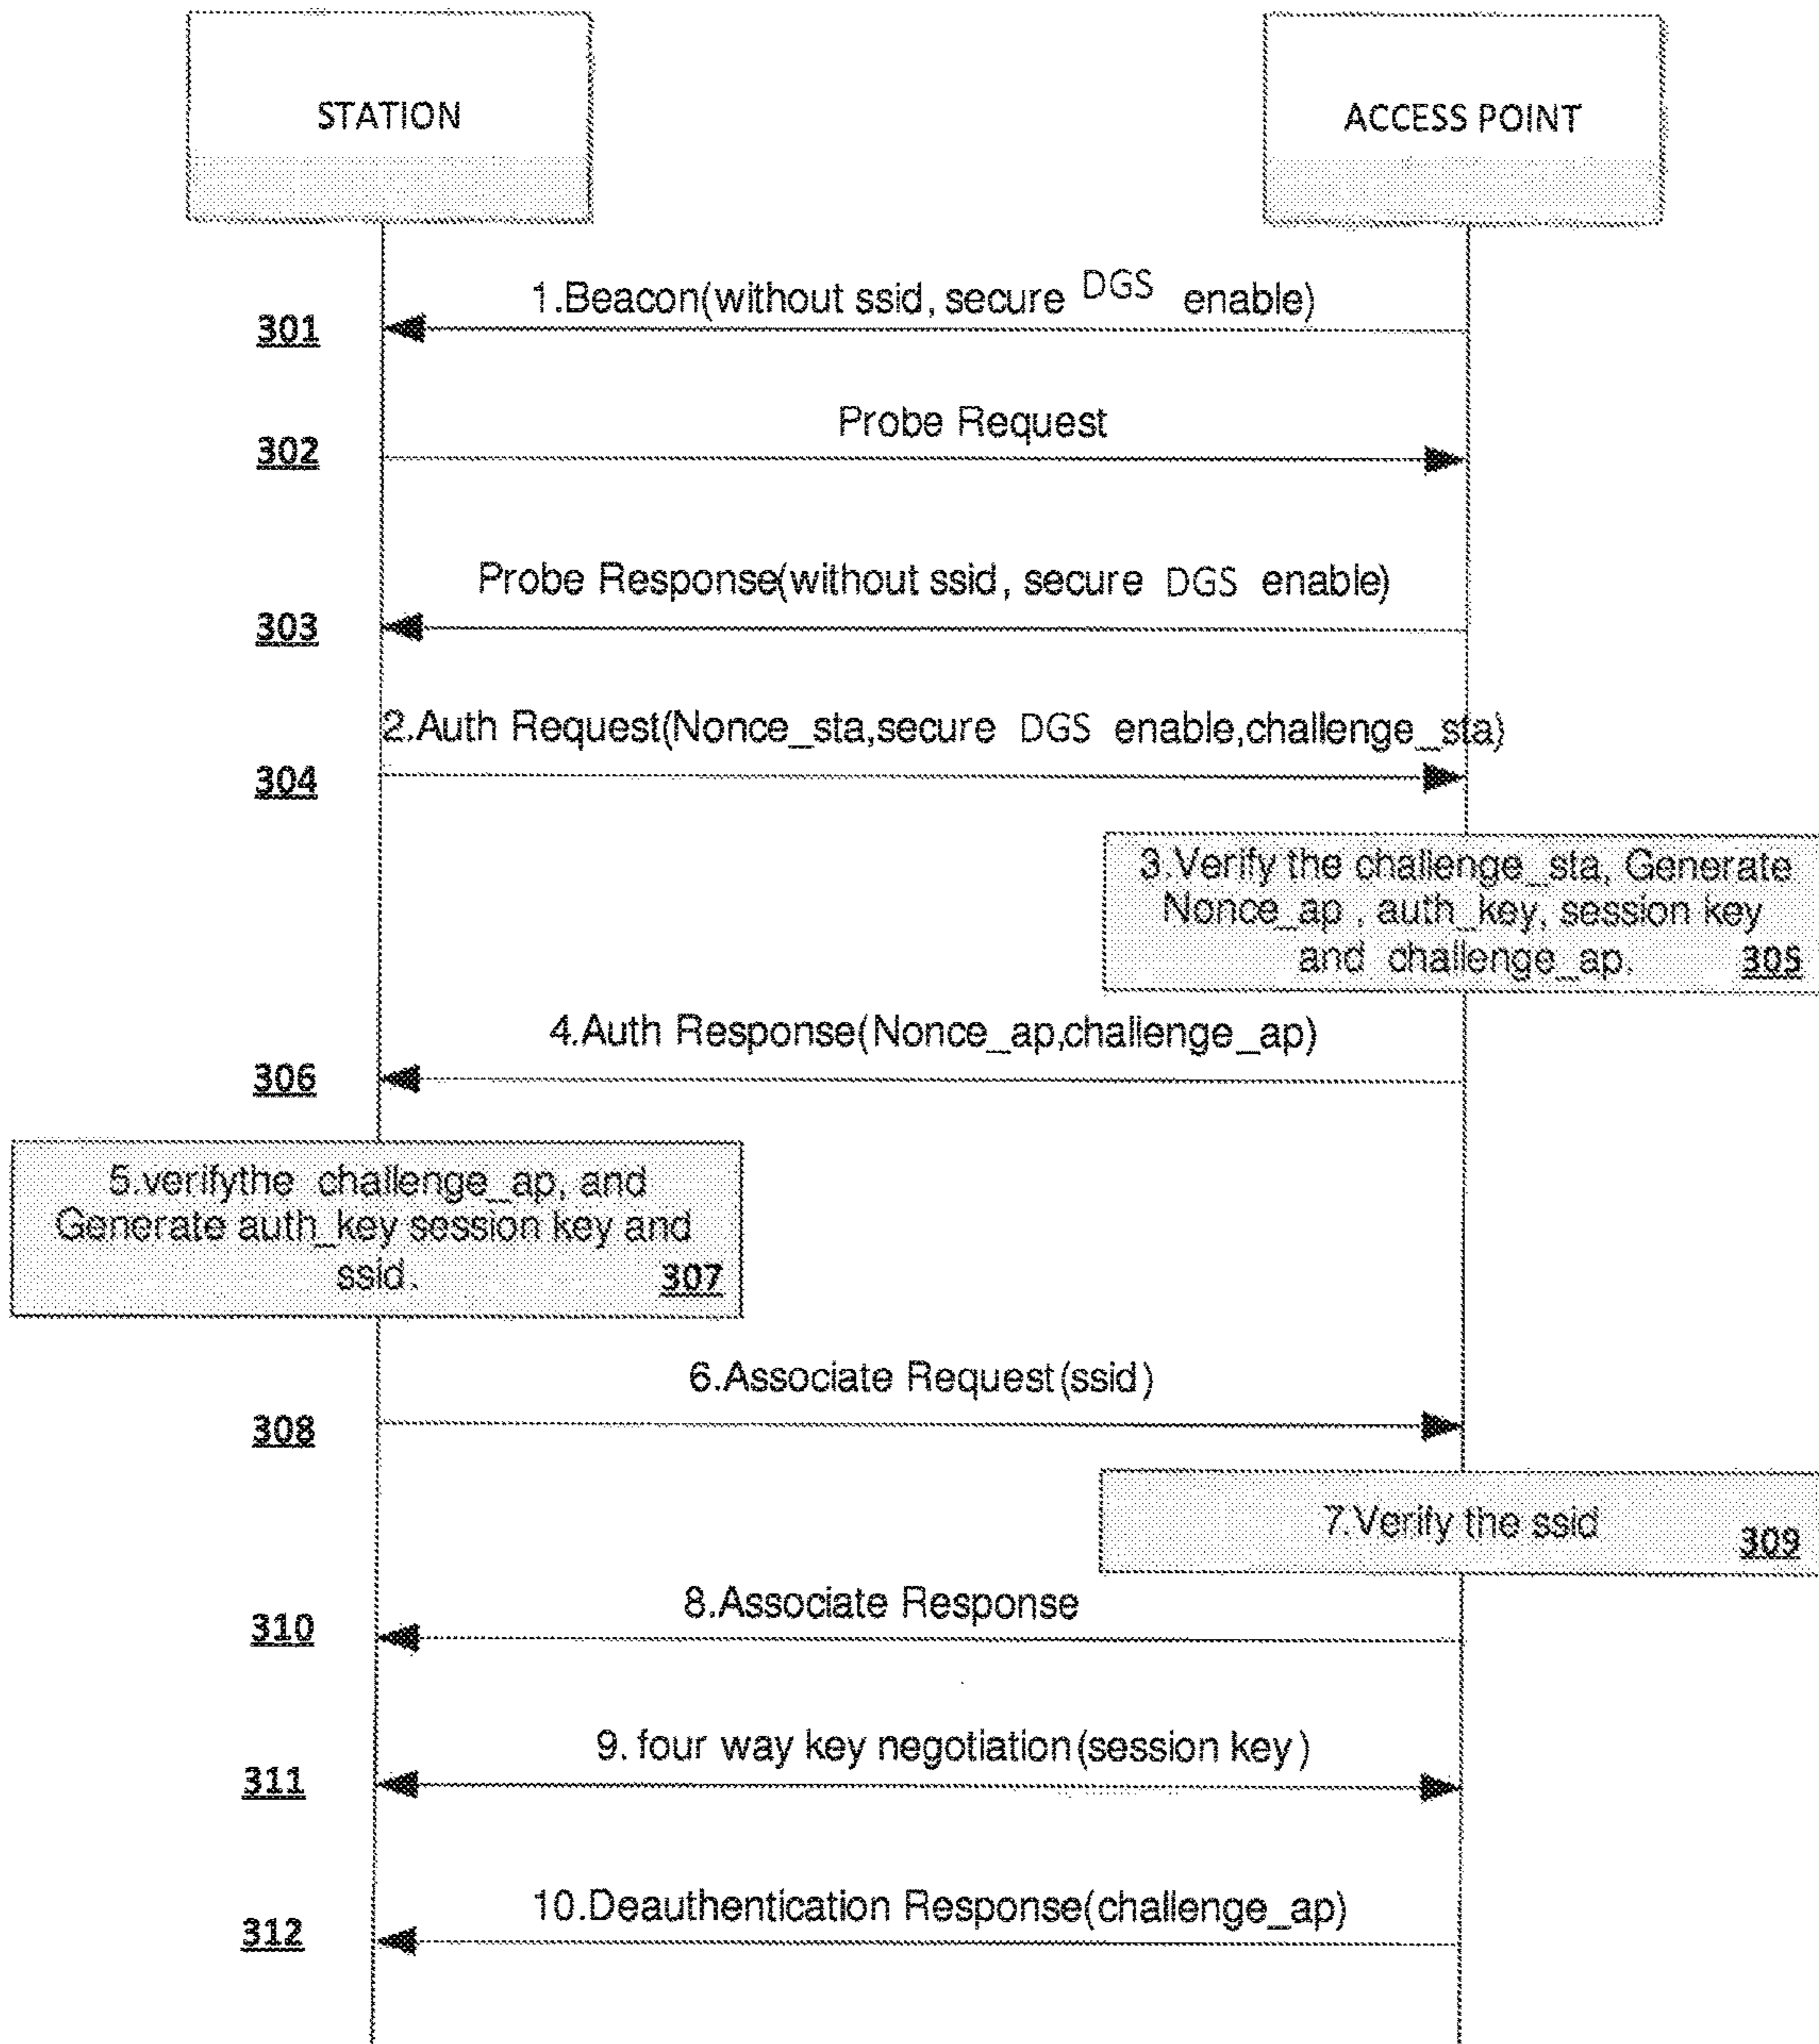 STATION
ACCESS POINT
1.Beacon(without ssid, secure DGS enable)
301
Probe Request
302
Probe Response(without ssid, secure DGS enable)
303
2.Auth Request(Nonce_sta,secure DGS enable,challenge_sta)
304
3.Verify the challenge_sta, Generate
Nonce_ap , auth_key, session key
and challenge_ap. 305
4.Auth Response(Nonce_ap,challenge_ap)
306
5.verifythe challenge_ap, and
Generate auth_key session key and
ssid. 307
6.Associate Request(ssid)
308
7.Verify the ssid 309
8.Associate Response
310
9. four way key negotiation(session key)
311
10.Deauthentication Response(challenge_ap)
312